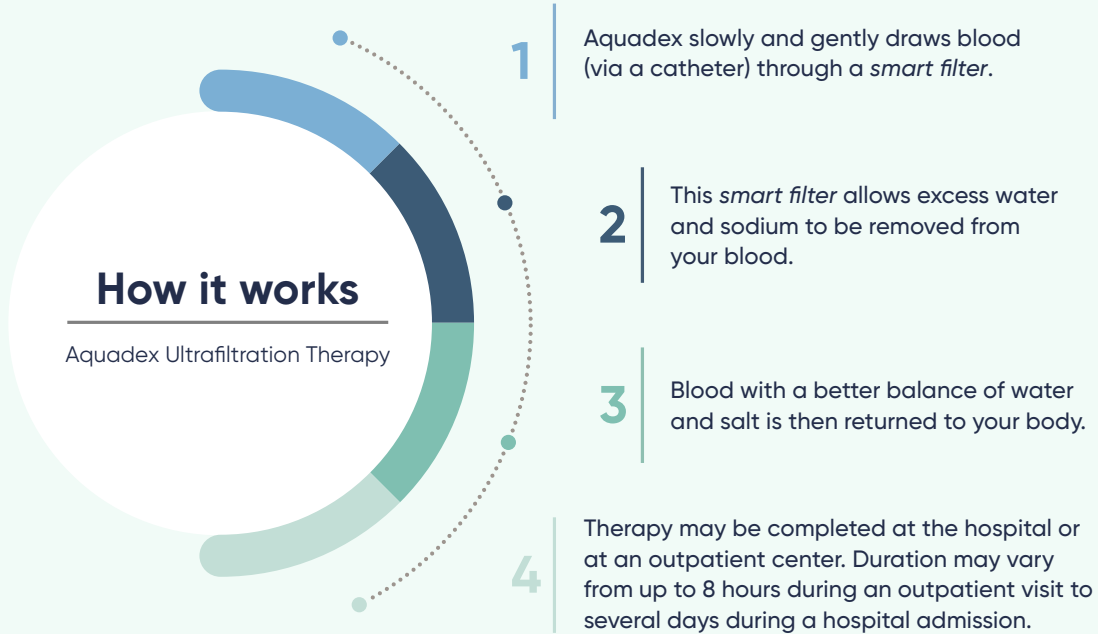 How it works
Aquadex Ultrafiltration Therapy
1
Aquadex slowly and gently draws blood
(via a catheter) through a smart filter.
2
This smart filter allows excess water
and sodium to be removed from
your blood.
3
Blood with a better balance of water
and salt is then returned to your body.
4
Therapy may be completed at the hospital or
at an outpatient center. Duration may vary
from up to 8 hours during an outpatient visit to
several days during a hospital admission.